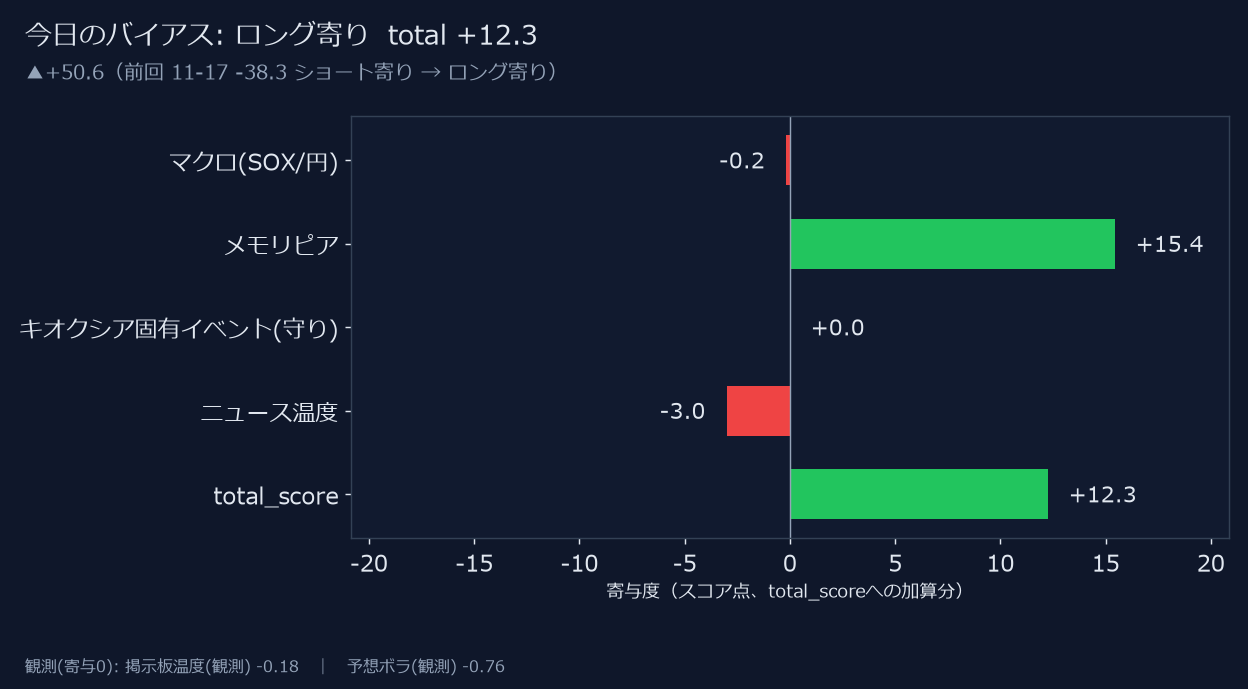 今日のバイアス: ロング寄り  total +12.3
▲+50.6（前回 11-17 -38.3 ショート寄り → ロング寄り）
マクロ(SOX/円)
-0.2
メモリピア
+15.4
キオクシア固有イベント(守り)
+0.0
ニュース温度
-3.0
total_score
+12.3
-20 -15 -10 -5 0 5 10 15 20
寄与度（スコア点、total_scoreへの加算分）
観測(寄与0): 掲示板温度(観測) -0.18 ｜ 予想ボラ(観測) -0.76